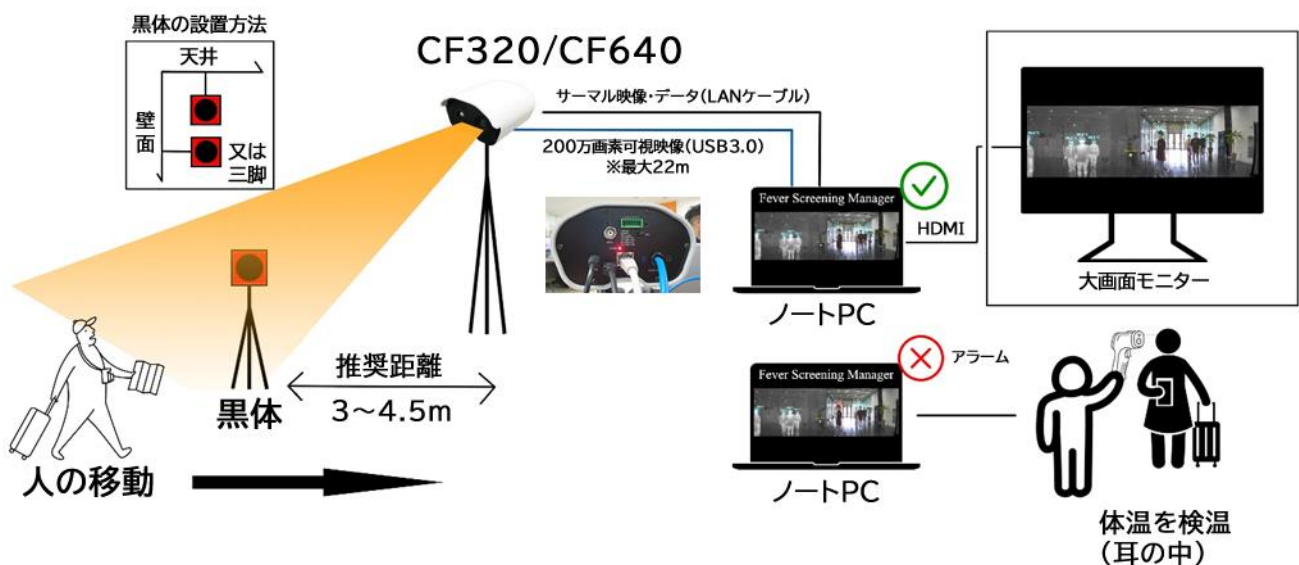 黒体の設置方法
天井
壁面
又は
三脚
CF320/CF640
サーマル映像・データ(LANケーブル)
200万画素可視映像(USB3.0)
※最大22m
Fever Screening Manager
HDMI
ノートPC
大画面モニター
推奨距離
3～4.5m
黒体
人の移動
Fever Screening Manager
アラーム
ノートPC
体温を検温
(耳の中)